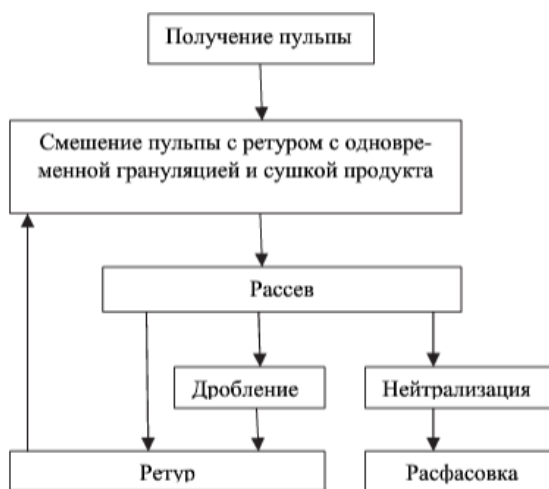 Получение пульпы
Смешение пульпы с ретуром с одновре-
менной грануляцией и сушкой продукта
Рассев
Дробление
Нейтрализация
Ретур
Расфасовка